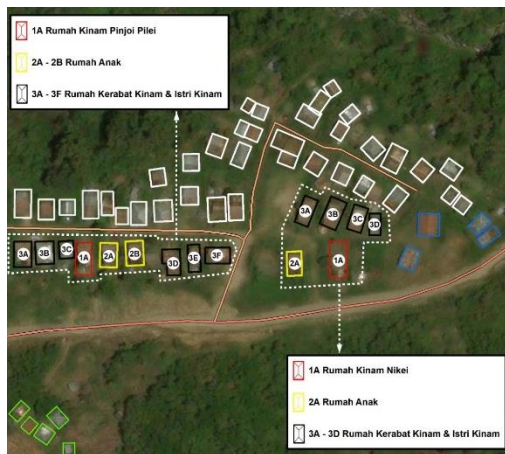 1A Rumah Kinam Pinjoi Pilei
2A - 2B Rumah Anak
3A - 3F Rumah Kerabat Kinam & Istri Kinam
3A 3B 3C 1A 2A 2B 3D 3E 3F
3A 3B 3C 3D
2A 1A
1A Rumah Kinam Nikei
2A Rumah Anak
3A - 3D Rumah Kerabat Kinam & Istri Kinam